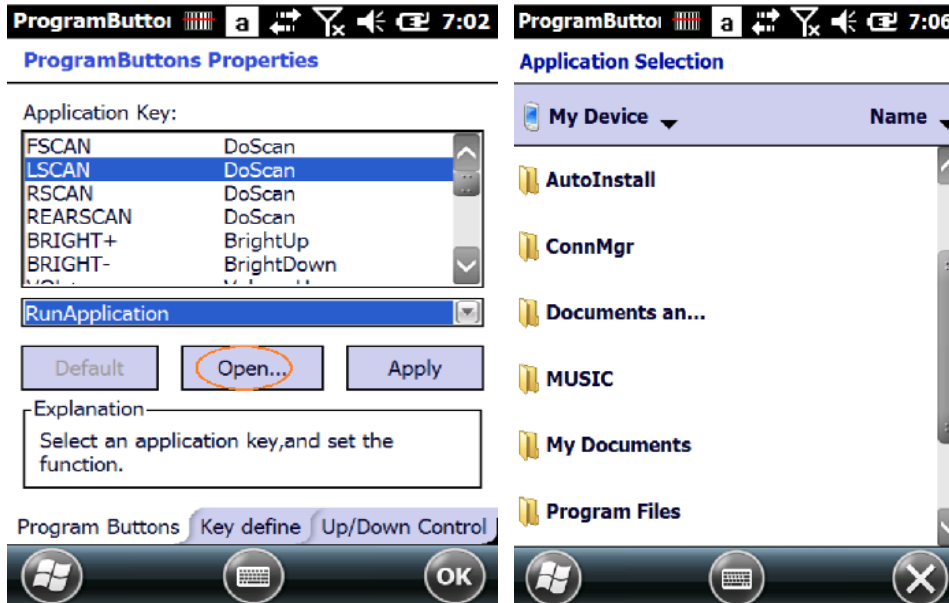 ProgramButton a 7:02
ProgramButtons Properties
Application Key:
FSCAN DoScan
LSCAN DoScan
RSCAN DoScan
REARSCAN DoScan
BRIGHT+ BrightUp
BRIGHT- BrightDown
RunApplication
Default Open... Apply
Explanation
Select an application key,and set the
function.
Program Buttons Key define Up/Down Control
OK
ProgramButto a 7:06
Application Selection
My Device Name
AutoInstall
ConnMgr
Documents an...
MUSIC
My Documents
Program Files